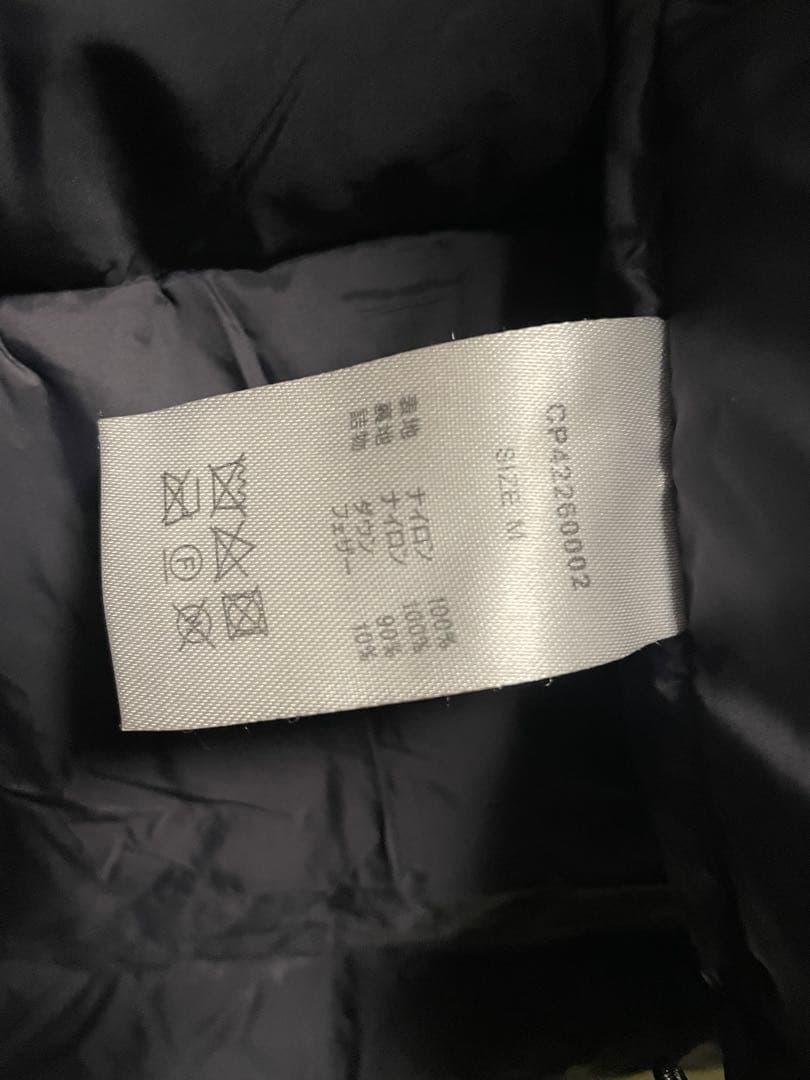 CP42260002
SIZE M
表地 ナイロン 100%
裏地 ナイロン 100%
詰物 ダウン 90%
フェザー 10%
F